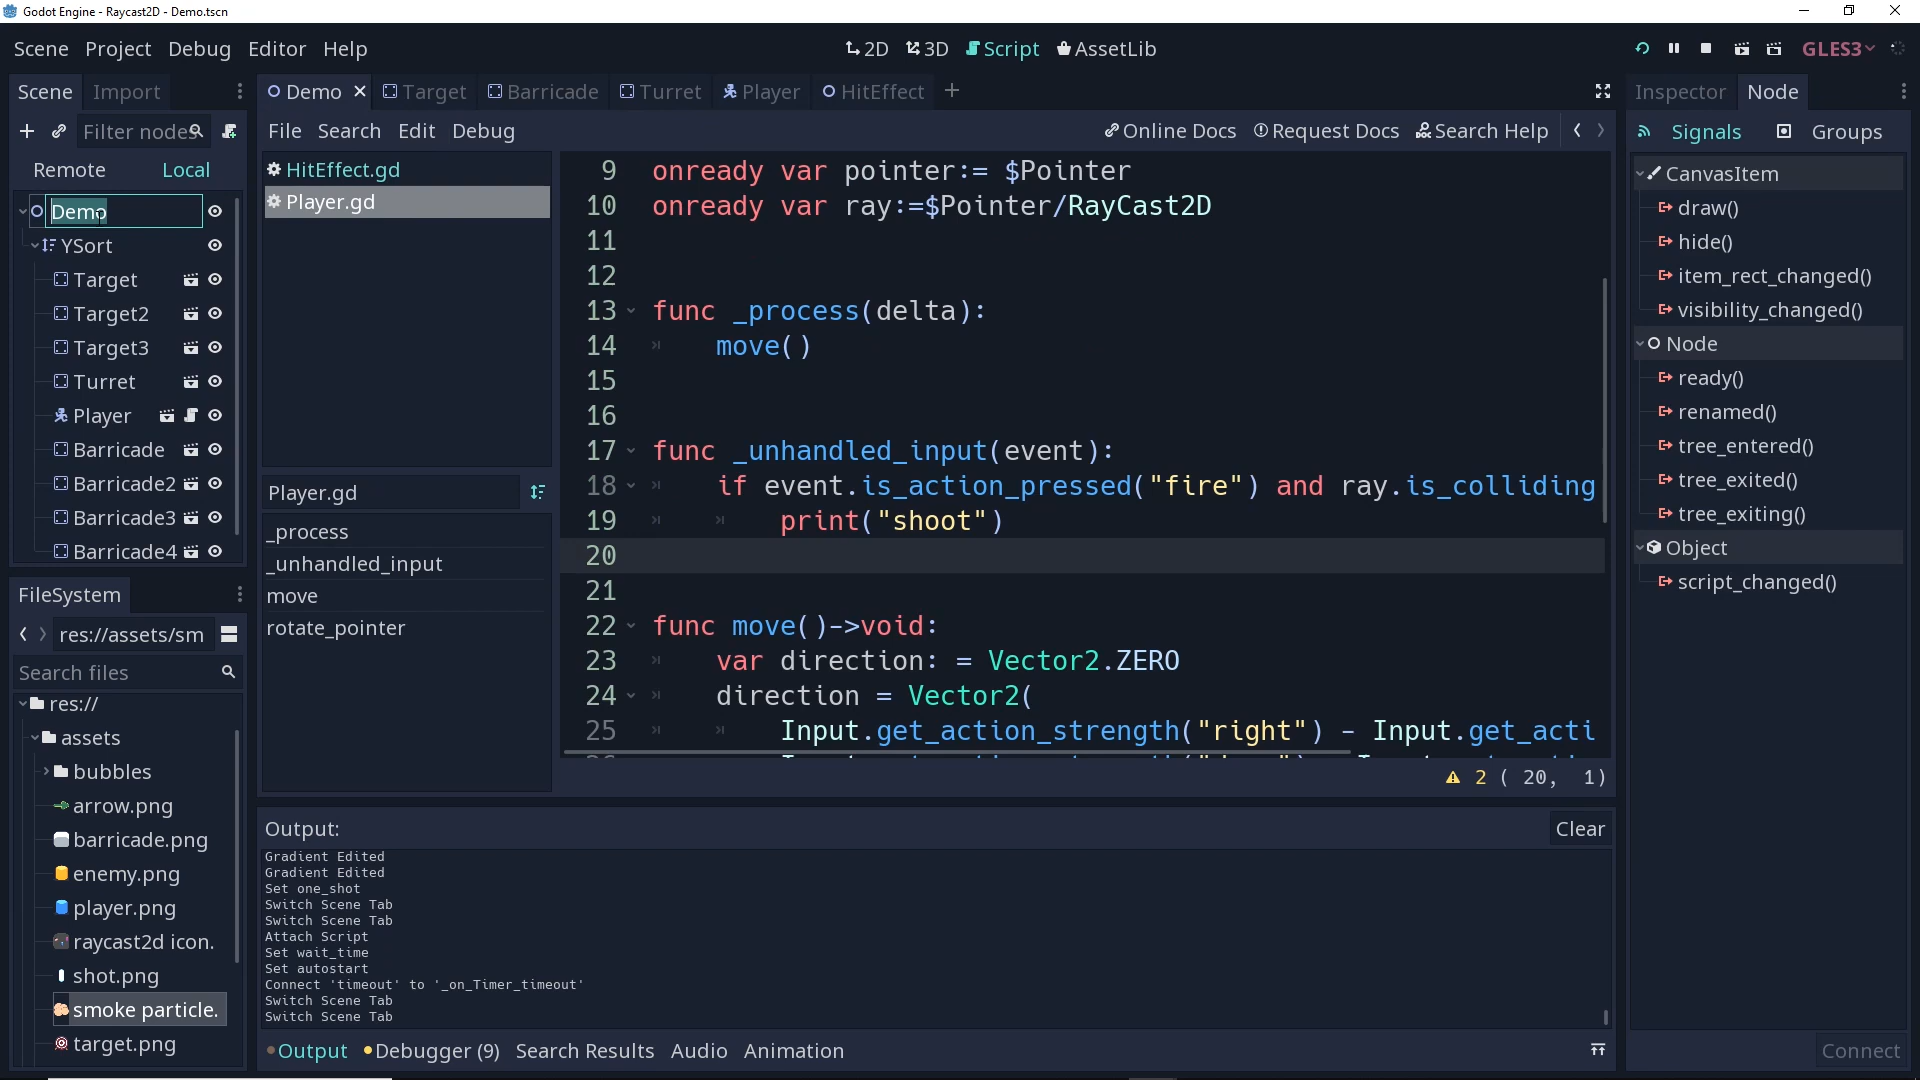 Godot Engine - Raycast2D - Demo.tscn
Scene Project Debug Editor Help
2D 3D Script AssetLib
GLES3
Scene Import
Filter nodes
Remote Local
Demo
YSort
Target
Target2
Target3
Turret
Player
Barricade
Barricade2
Barricade3
Barricade4
FileSystem
res://assets/sm
Search files
res://
assets
bubbles
arrow.png
barricade.png
enemy.png
player.png
raycast2d icon.
shot.png
smoke particle.
target.png
Demo Target Barricade Turret Player HitEffect
File Search Edit Debug
Online Docs Request Docs Search Help
HitEffect.gd
Player.gd
Player.gd
_process
_unhandled_input
move
rotate_pointer
9 onready var pointer:= $Pointer
10 onready var ray:=$Pointer/RayCast2D
11
12
13 func _process(delta):
14 move()
15
16
17 func _unhandled_input(event):
18 if event.is_action_pressed("fire") and ray.is_colliding
19 print("shoot")
20
21
22 func move()->void:
23 var direction: = Vector2.ZERO
24 direction = Vector2(
25 Input.get_action_strength("right") - Input.get_acti
2 ( 20, 1)
Output:
Clear
Gradient Edited
Gradient Edited
Set one_shot
Switch Scene Tab
Switch Scene Tab
Attach Script
Set wait_time
Set autostart
Connect 'timeout' to '_on_Timer_timeout'
Switch Scene Tab
Switch Scene Tab
Output Debugger (9) Search Results Audio Animation
Inspector Node
Signals Groups
CanvasItem
draw()
hide()
item_rect_changed()
visibility_changed()
Node
ready()
renamed()
tree_entered()
tree_exited()
tree_exiting()
Object
script_changed()
Connect